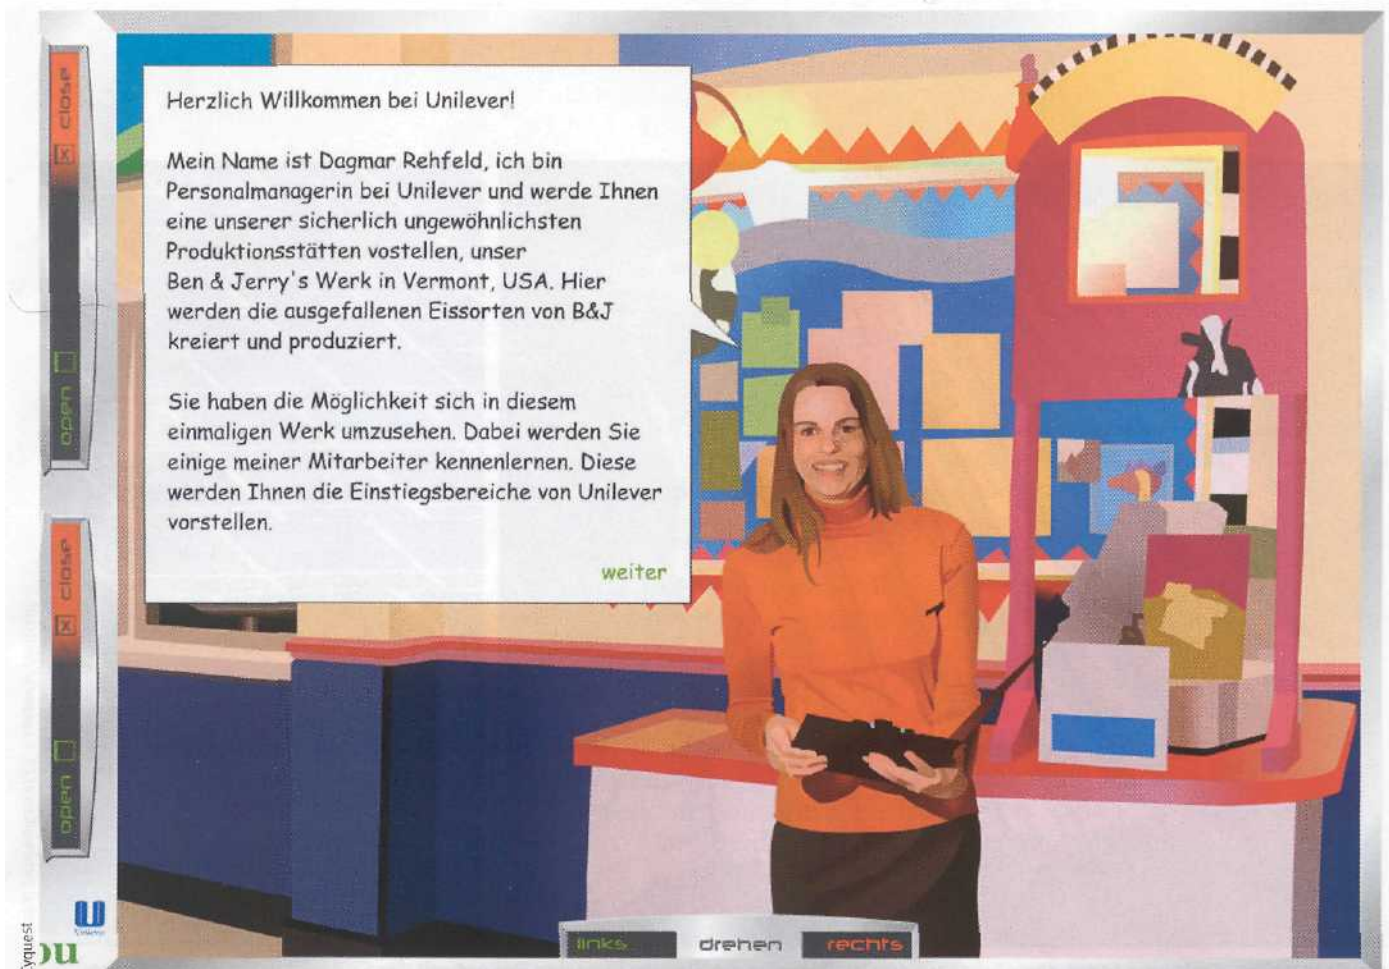 Herzlich Willkommen bei Unilever!
Mein Name ist Dagmar Rehfeld, ich bin
Personalmanagerin bei Unilever und werde Ihnen
eine unserer sicherlich ungewöhnlichsten
Produktionsstätten vostellen, unser
Ben & Jerry's Werk in Vermont, USA. Hier
werden die ausgefallenen Eissorten von B&J
kreiert und produziert.
Sie haben die Möglichkeit sich in diesem
einmaligen Werk umzusehen. Dabei werden Sie
einige meiner Mitarbeiter kennenlernen. Diese
werden Ihnen die Einstiegsbereiche von Unilever
vorstellen.
weiter
close
open
close
open
Unilever
links
drehen
rechts